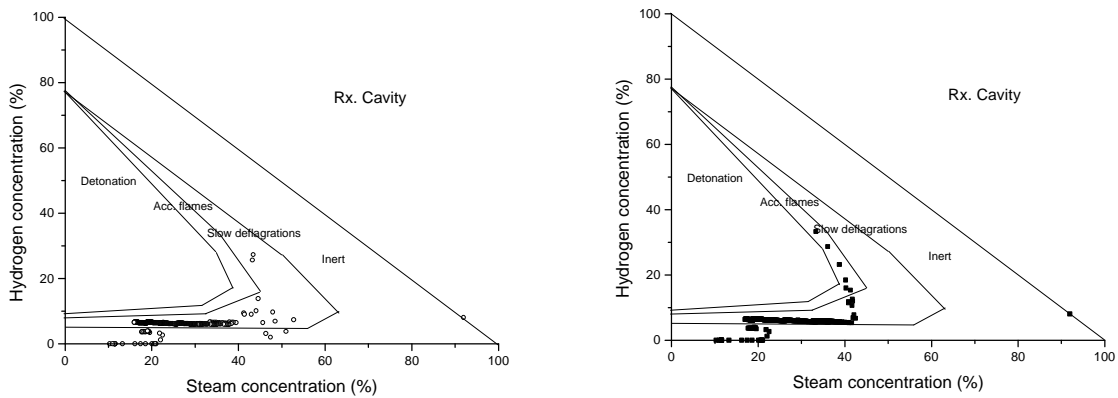 100
80
60
40
20
0
Hydrogen concentration (%)
Rx. Cavity
Detonation
Acc. flames
Slow deflagrations
Inert
0 20 40 60 80 100
Steam concentration (%)
100
80
60
40
20
0
Hydrogen concentration (%)
Rx. Cavity
Detonation
Acc. flames
Slow deflagrations
Inert
0 20 40 60 80 100
Steam concentration (%)